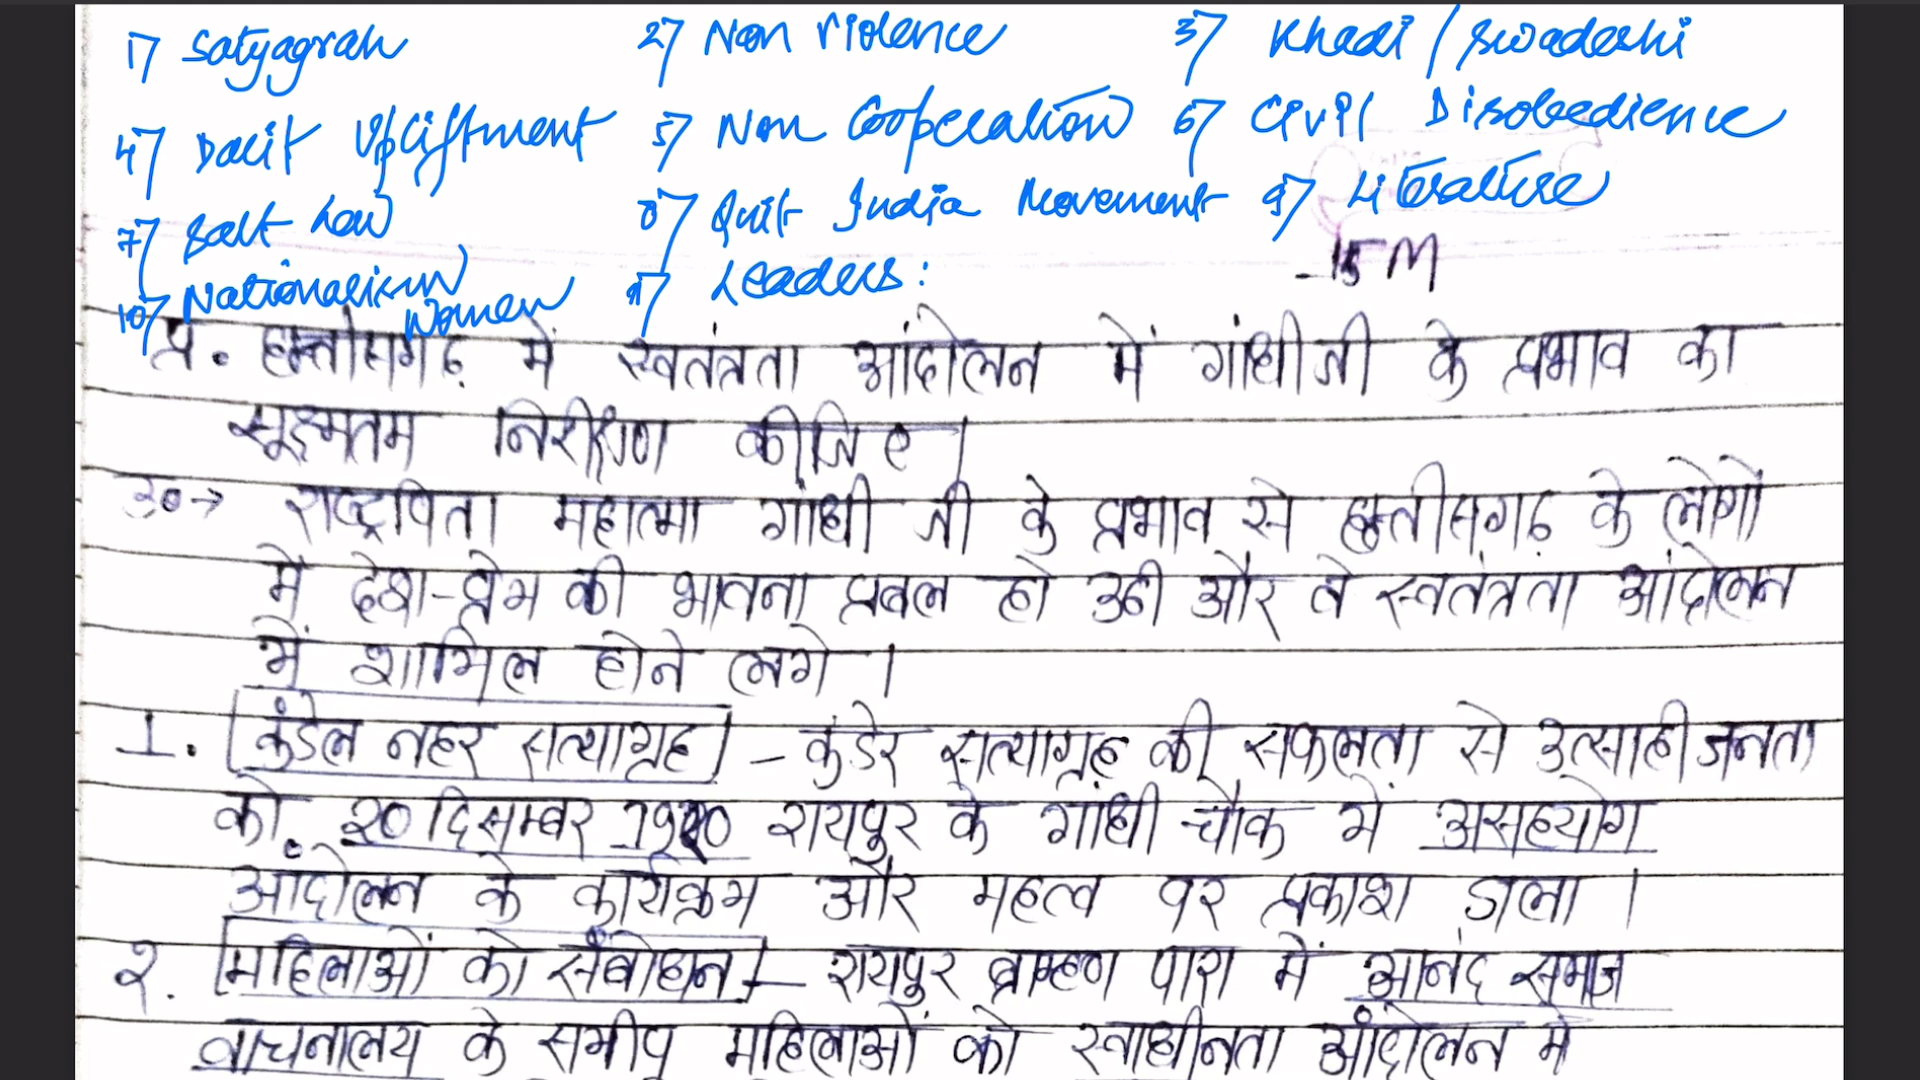 1) Satyagrah 2) Non violence 3) Khadi / Swadeshi
4) Dalit Upliftment 5) Non Cooperation 6) Civil Disobedience
7) Salt Law 8) Quit India Movement 9) Literature
- 15 M
10) Nationalism Women 11) Leaders:
प्र. छत्तीसगढ़ में स्वतंत्रता आंदोलन में गांधीजी के प्रभाव का
सूक्ष्मतम निरीक्षण कीजिए।
उ०→ राष्ट्रपिता महात्मा गांधी जी के प्रभाव से छत्तीसगढ़ के लोगों
में देश-प्रेम की भावना प्रबल हो उठी और वे स्वतंत्रता आंदोलन
में शामिल होने लगे।
1. कुंडेल नहर सत्याग्रह - कुंडेर सत्याग्रह की सफलता से उत्साही जनता
को 20 दिसम्बर 1920 रायपुर के गांधी चौक में असहयोग
आंदोलन के कार्यक्रम और महत्व पर प्रकाश डाला।
2. महिलाओं को संबोधन - रायपुर ब्राम्हण पारा में आनंद समाज
वाचनालय के समीप महिलाओं को स्वाधीनता आंदोलन में